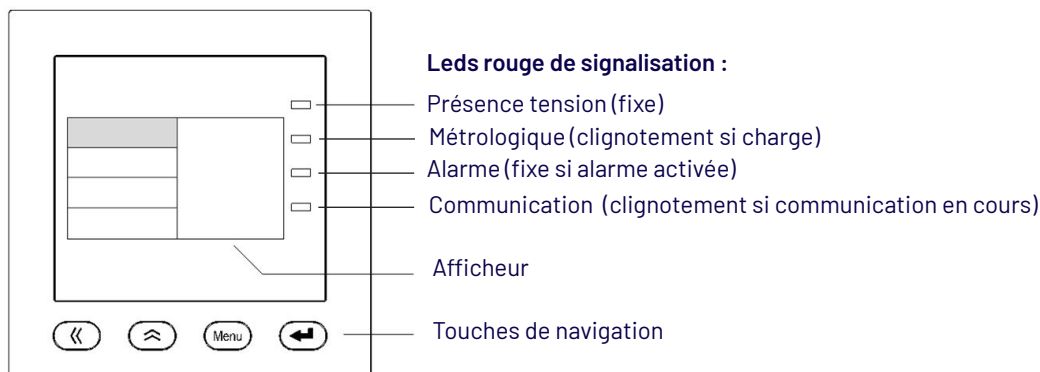 Leds rouge de signalisation :
Présence tension (fixe)
Métrologique (clignotement si charge)
Alarme (fixe si alarme activée)
Communication (clignotement si communication en cours)
Afficheur
Touches de navigation
Menu